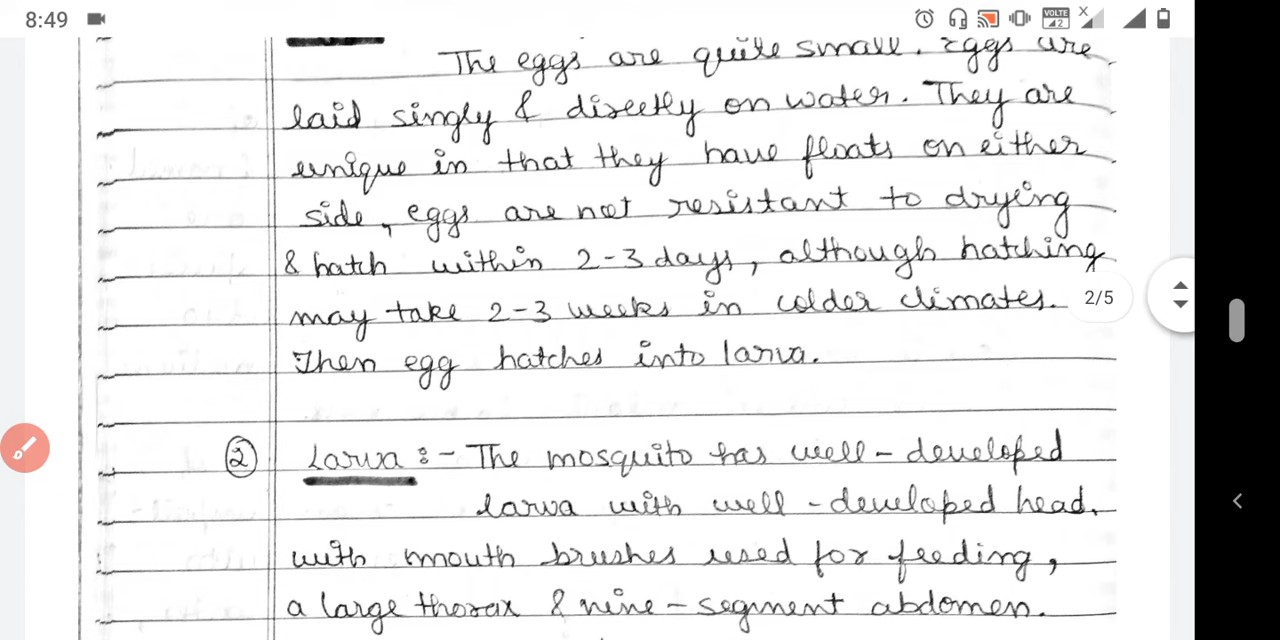 8:49
VOLTE
The eggs are quite small. Eggs are
laid singly & directly on water. They are
unique in that they have floats on either
side, eggs are not resistant to drying
& hatch within 2-3 days, although hatching
may take 2-3 weeks in colder climates.
2/5
Then egg hatches into larva.
② Larva :- The mosquito has well-developed
larva with well-developed head,
with mouth brushes used for feeding,
a large thorax & nine-segment abdomen.